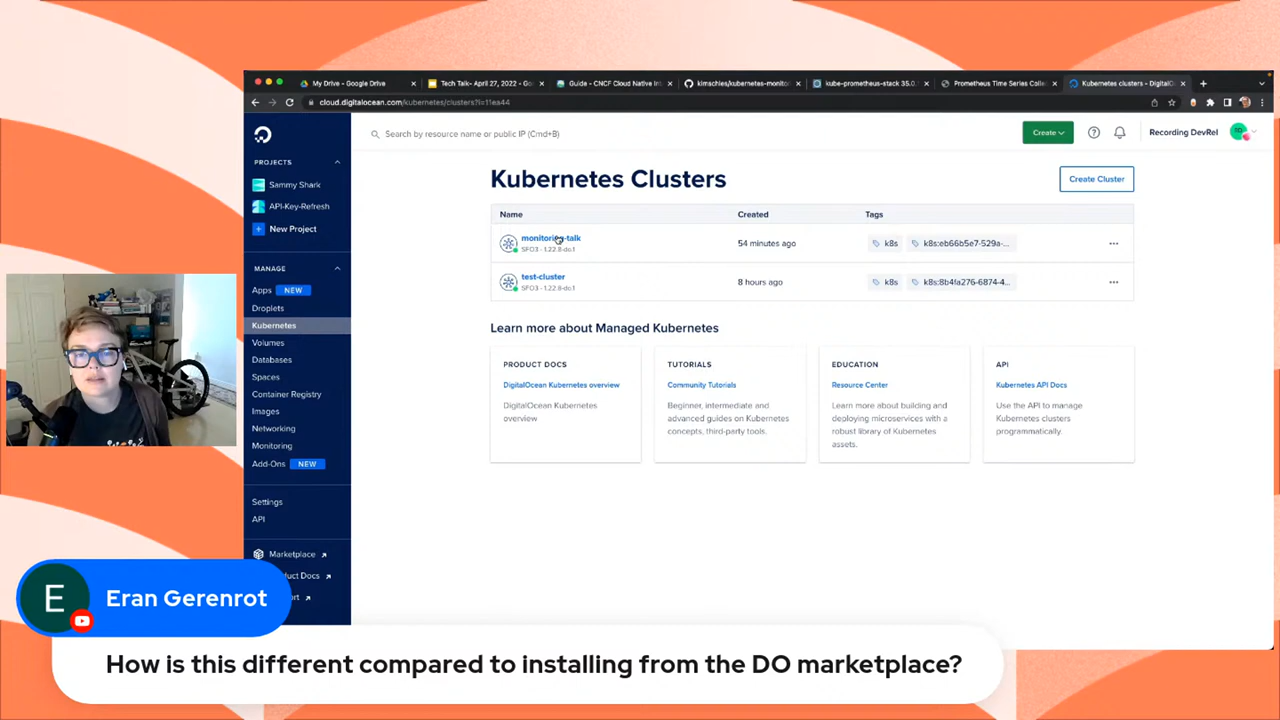 My Drive - Google Drive
Tech Talk- April 27, 2022 - Go
Guide - CNCF Cloud Native In
kimschles/kubernetes-monito
kube-prometheus-stack 35.0.
Prometheus Time Series Collec
Kubernetes clusters - DigitalO
cloud.digitalocean.com/kubernetes/clusters?i=11ea44
Search by resource name or public IP (Cmd+B)
Create
Recording DevRel
PROJECTS
Sammy Shark
API-Key-Refresh
New Project
MANAGE
Apps NEW
Droplets
Kubernetes
Volumes
Databases
Spaces
Container Registry
Images
Networking
Monitoring
Add-Ons NEW
Settings
API
Marketplace
Kubernetes Clusters
Create Cluster
Name Created Tags
monitoring-talk
SFO3 - 1.22.8-do.1
54 minutes ago
k8s
k8s:eb66b5e7-529a-...
test-cluster
SFO3 - 1.22.8-do.1
8 hours ago
k8s
k8s:8b4fa276-6874-4...
Learn more about Managed Kubernetes
PRODUCT DOCS
DigitalOcean Kubernetes overview
DigitalOcean Kubernetes
overview
TUTORIALS
Community Tutorials
Beginner, intermediate and
advanced guides on Kubernetes
concepts, third-party tools.
EDUCATION
Resource Center
Learn more about building and
deploying microservices with a
robust library of Kubernetes
assets.
API
Kubernetes API Docs
Use the API to manage
Kubernetes clusters
programmatically.
E
Eran Gerenrot
How is this different compared to installing from the DO marketplace?